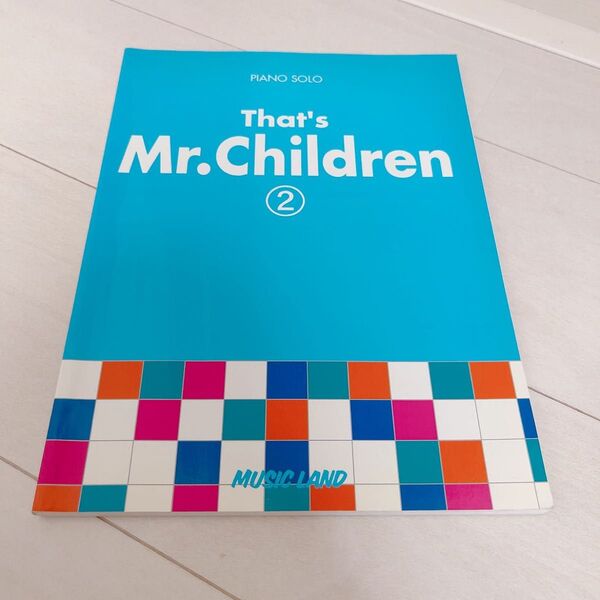 PIANO SOLO
That's
Mr.Children
②
MUSIC LAND